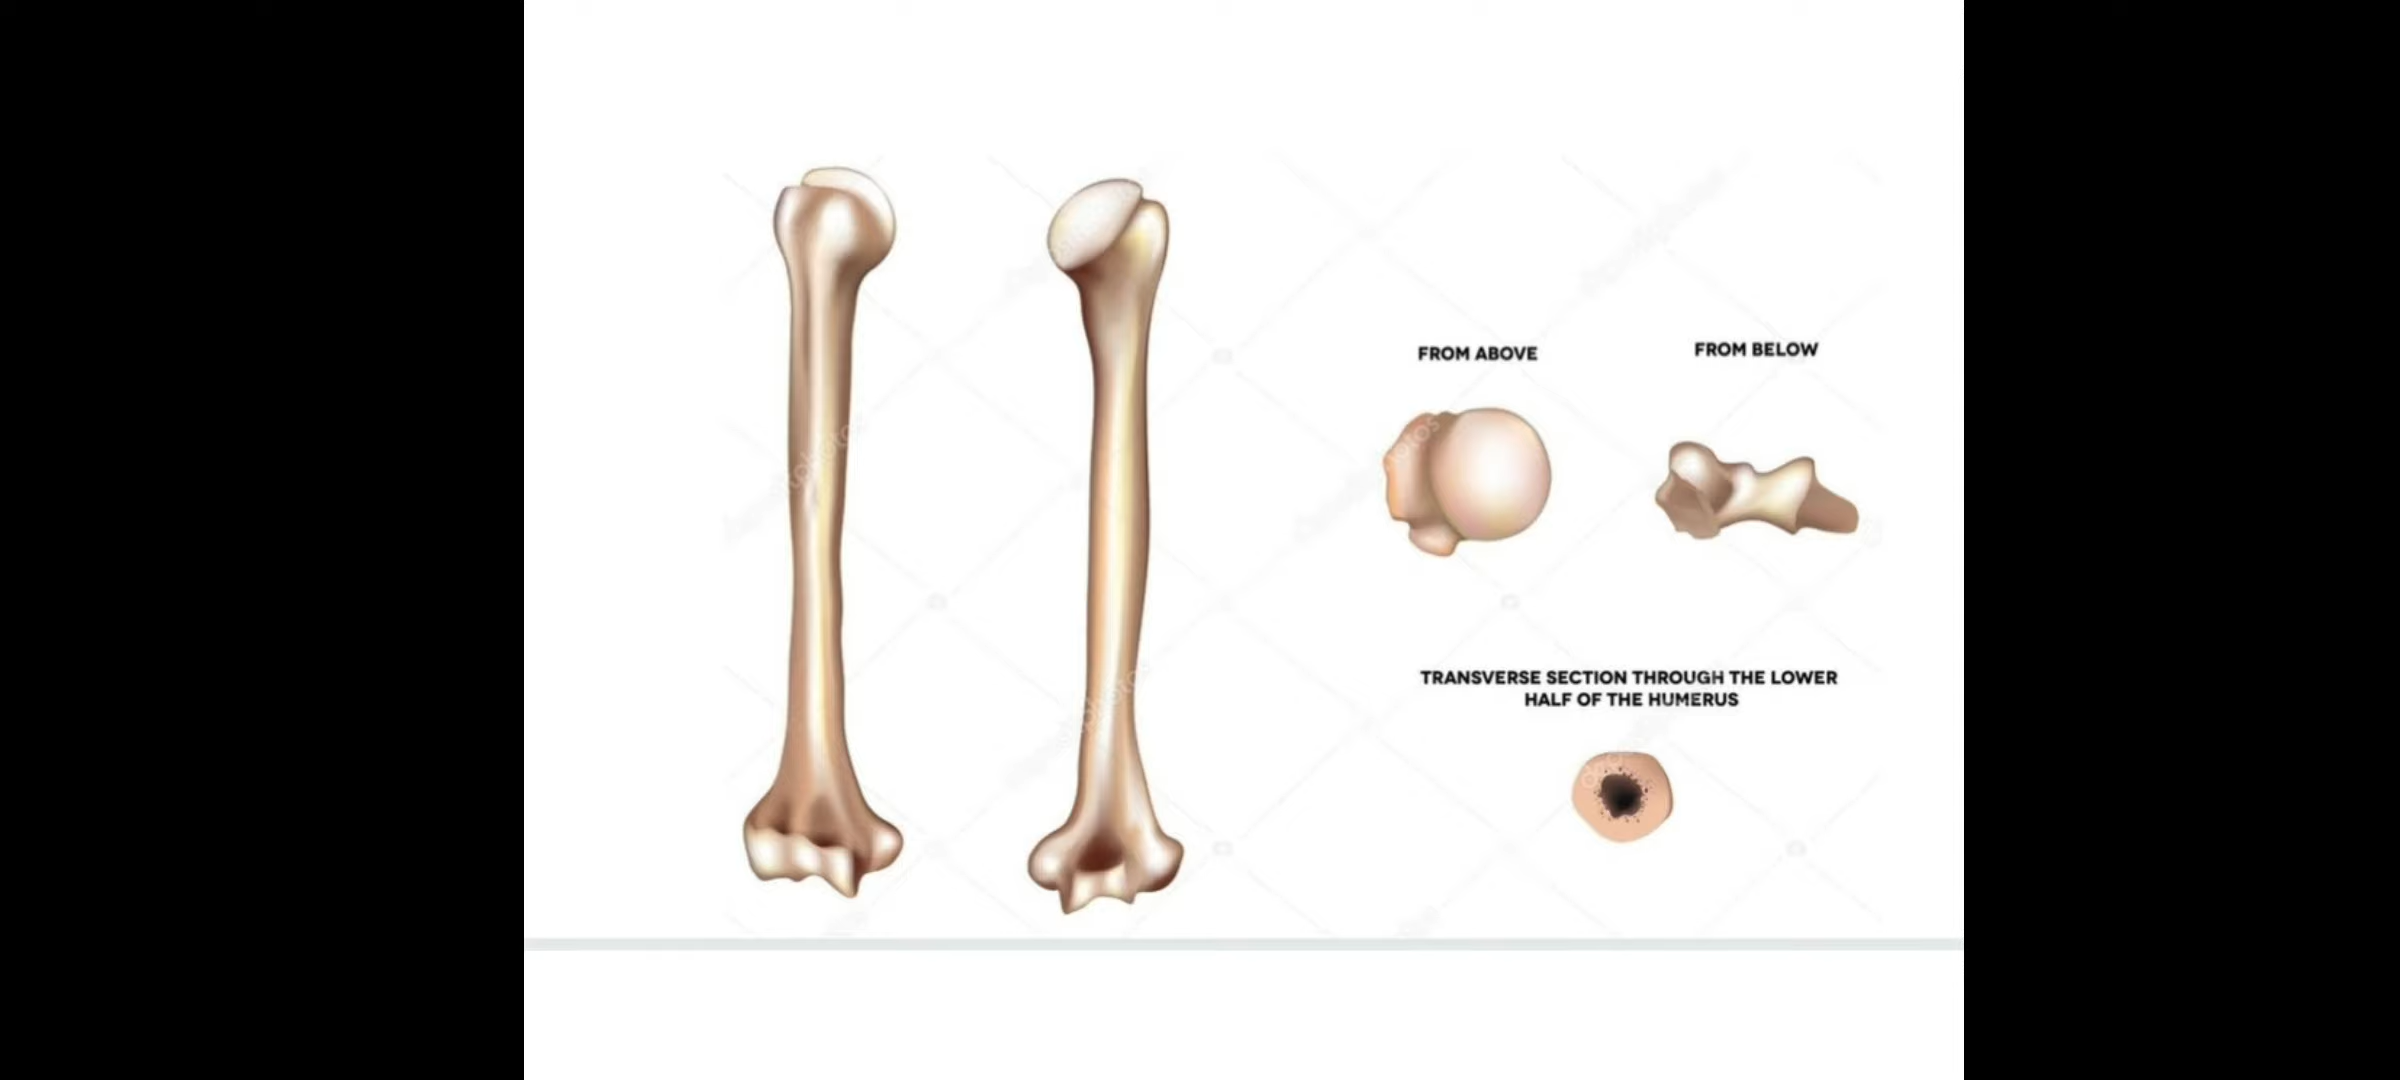 FROM ABOVE
FROM BELOW
TRANSVERSE SECTION THROUGH THE LOWER
HALF OF THE HUMERUS